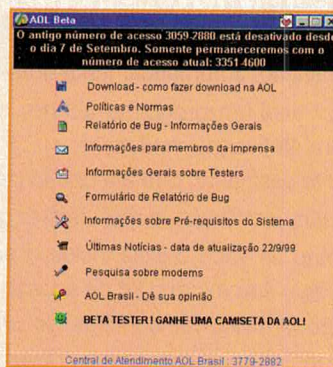 AOL Beta
O antigo número de acesso 3059-2880 está desativado desde
o dia 7 de Setembro. Somente permaneceremos com o
número de acesso atual: 3351-4600
Download - como fazer download na AOL
Políticas e Normas
Relatório de Bug - Informações Gerais
Informações para membros da imprensa
Informações Gerais sobre Testers
Formulário de Relatório de Bug
Informações sobre Pré-requisitos do Sistema
Últimas Notícias - data de atualização 22/9/99
Pesquisa sobre modems
AOL Brasil - Dê sua opinião
BETA TESTER ! GANHE UMA CAMISETA DA AOL!
Central de Atendimento AOL Brasil : 3779-2882